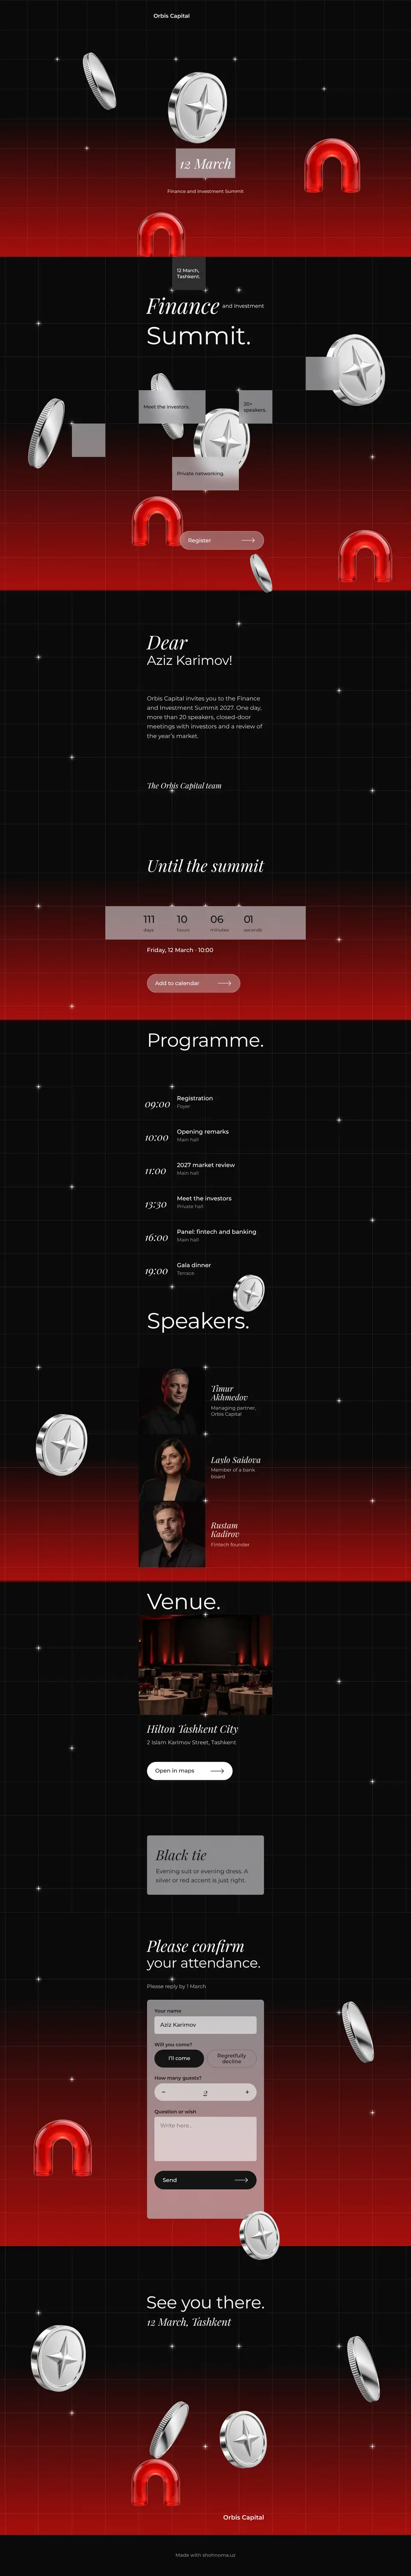 Orbis Capital
12 March
Finance and Investment Summit
12 March,
Tashkent.
Finance and Investment
Summit.
Meet the investors.
20+
speakers.
Private networking.
Register
Dear
Aziz Karimov!
Orbis Capital invites you to the Finance
and Investment Summit 2027. One day,
more than 20 speakers, closed-door
meetings with investors and a review of
the year's market.
The Orbis Capital team
Until the summit
111 10 06 01
days hours minutes seconds
Friday, 12 March · 10:00
Add to calendar
Programme.
09:00 Registration
Foyer
10:00 Opening remarks
Main hall
11:00 2027 market review
Main hall
13:30 Meet the investors
Private hall
16:00 Panel: fintech and banking
Main hall
19:00 Gala dinner
Terrace
Speakers.
Timur
Akhmedov
Managing partner,
Orbis Capital
Laylo Saidova
Member of a bank
board
Rustam
Kadirov
Fintech founder
Venue.
Hilton Tashkent City
2 Islam Karimov Street, Tashkent
Open in maps
Black tie
Evening suit or evening dress. A
silver or red accent is just right.
Please confirm
your attendance.
Please reply by 1 March
Your name
Aziz Karimov
Will you come?
I'll come
Regretfully
decline
How many guests?
− 2 +
Question or wish
Write here...
Send
See you there.
12 March, Tashkent
Orbis Capital
Made with shohnoma.uz